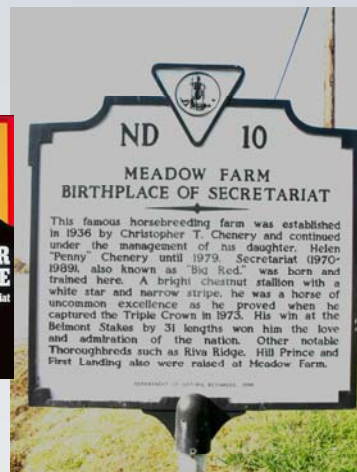 ND 10
MEADOW FARM
BIRTHPLACE OF SECRETARIAT
This famous horsebreeding farm was established
in 1936 by Christopher T. Chenery and continued
under the management of his daughter, Helen
"Penny" Chenery until 1979. Secretariat (1970-
1989), also known as "Big Red," was born and
trained here. A bright chestnut stallion with a
white star and narrow stripe, he was a horse of
uncommon excellence as he proved when he
captured the Triple Crown in 1973. His win at the
Belmont Stakes by 31 lengths won him the love
and admiration of the nation. Other notable
Thoroughbreds such as Riva Ridge, Hill Prince and
First Landing also were raised at Meadow Farm.
DEPARTMENT OF HISTORIC RESOURCES,